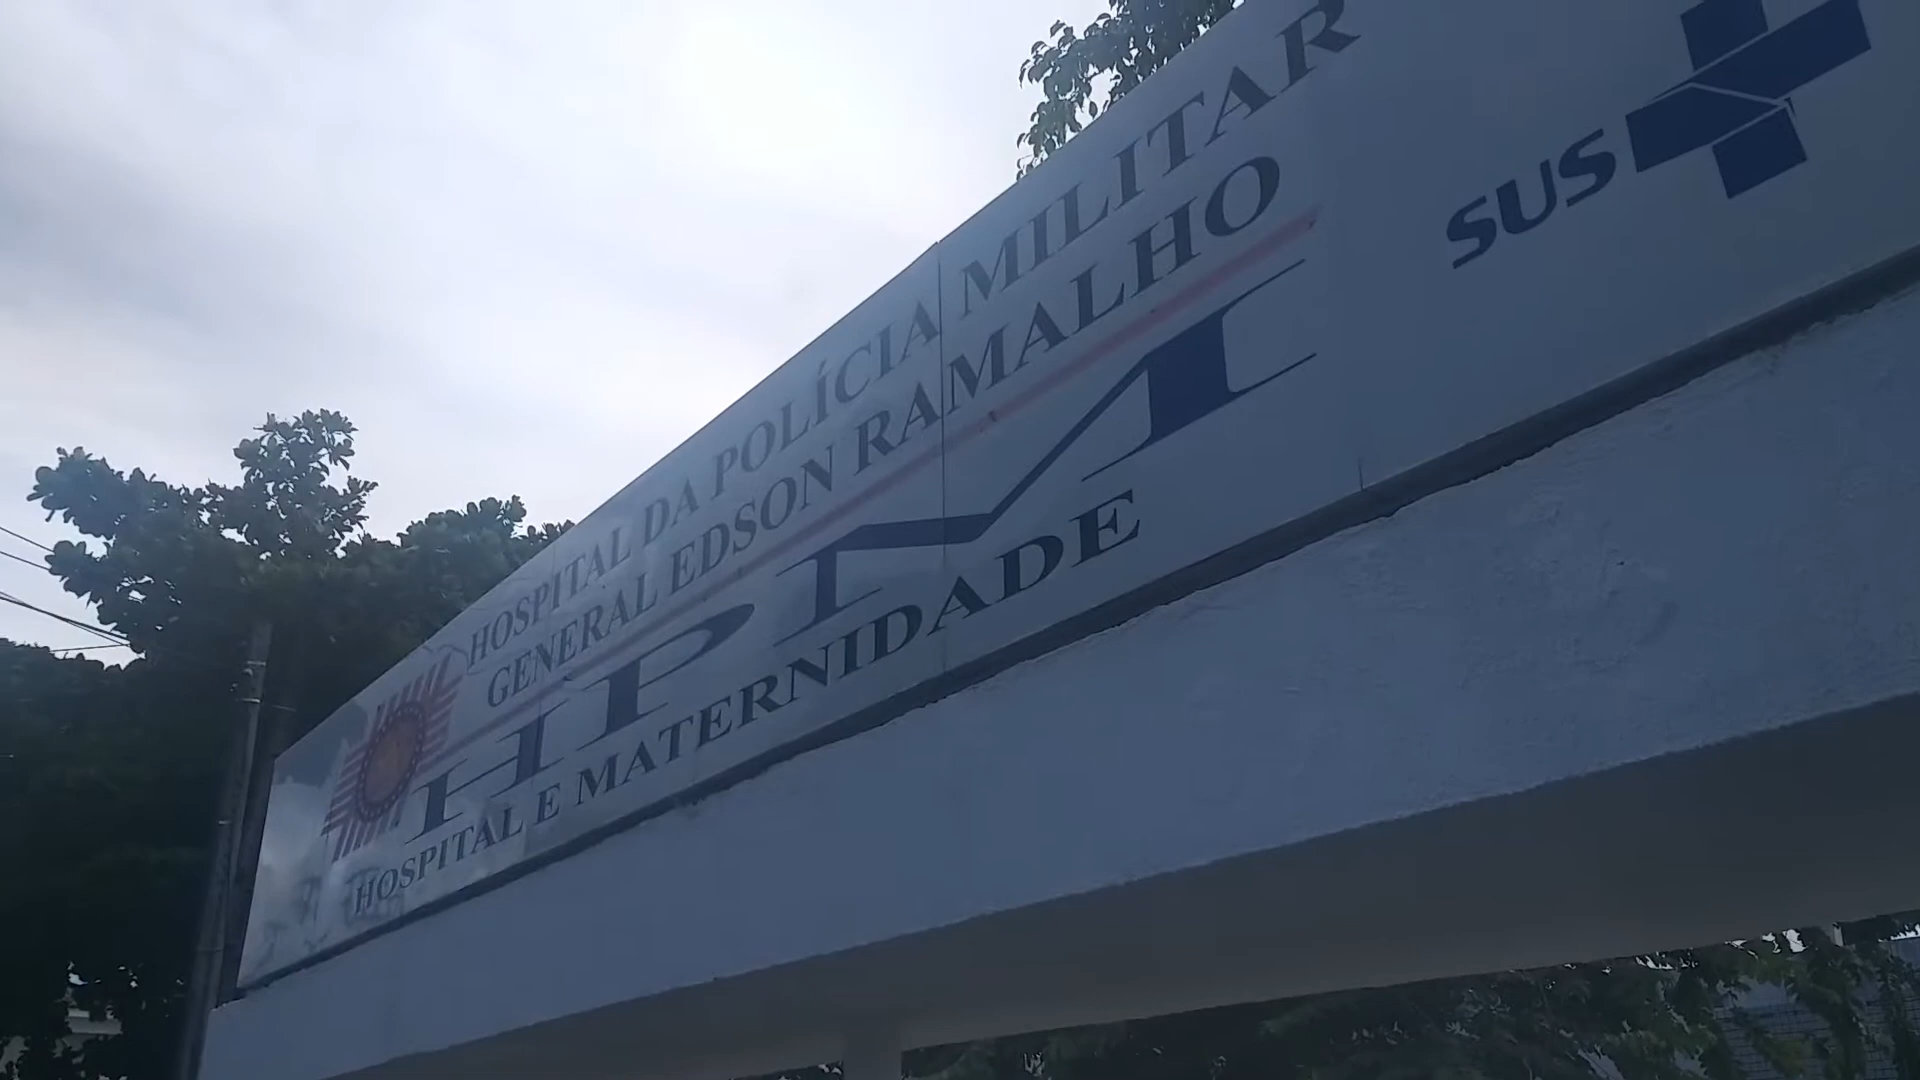 HOSPITAL DA POLÍCIA MILITAR
GENERAL EDSON RAMALHO
HPM
HOSPITAL E MATERNIDADE
SUS